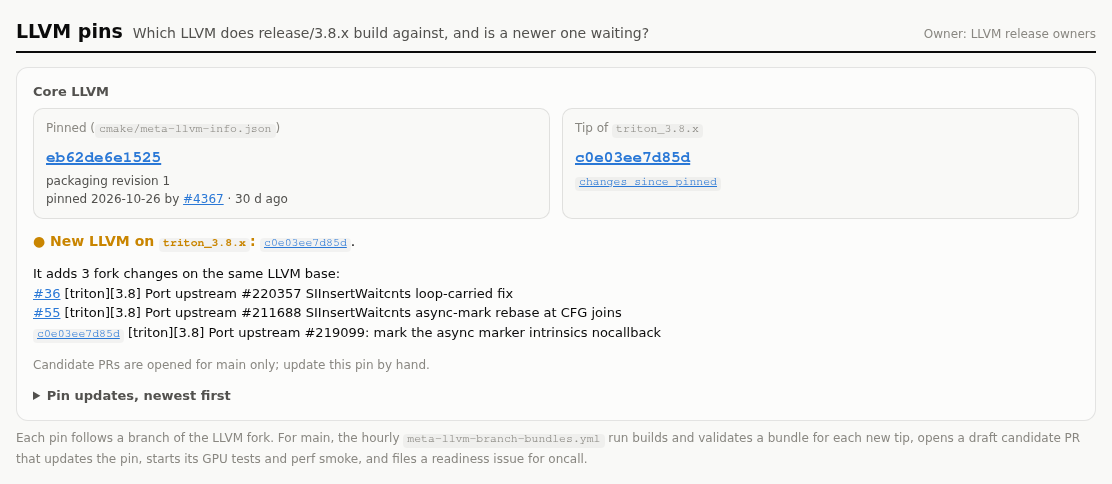 LLVM pins Which LLVM does release/3.8.x build against, and is a newer one waiting? Owner: LLVM release owners
Core LLVM
Pinned (cmake/meta-llvm-info.json)
eb62de6e1525
packaging revision 1
pinned 2026-10-26 by #4367 · 30 d ago
Tip of triton_3.8.x
c0e03ee7d85d
changes since pinned
● New LLVM on triton_3.8.x: c0e03ee7d85d.
It adds 3 fork changes on the same LLVM base:
#36 [triton][3.8] Port upstream #220357 SIInsertWaitcnts loop-carried fix
#55 [triton][3.8] Port upstream #211688 SIInsertWaitcnts async-mark rebase at CFG joins
c0e03ee7d85d [triton][3.8] Port upstream #219099: mark the async marker intrinsics nocallback
Candidate PRs are opened for main only; update this pin by hand.
▶ Pin updates, newest first
Each pin follows a branch of the LLVM fork. For main, the hourly meta-llvm-branch-bundles.yml run builds and validates a bundle for each new tip, opens a draft candidate PR
that updates the pin, starts its GPU tests and perf smoke, and files a readiness issue for oncall.